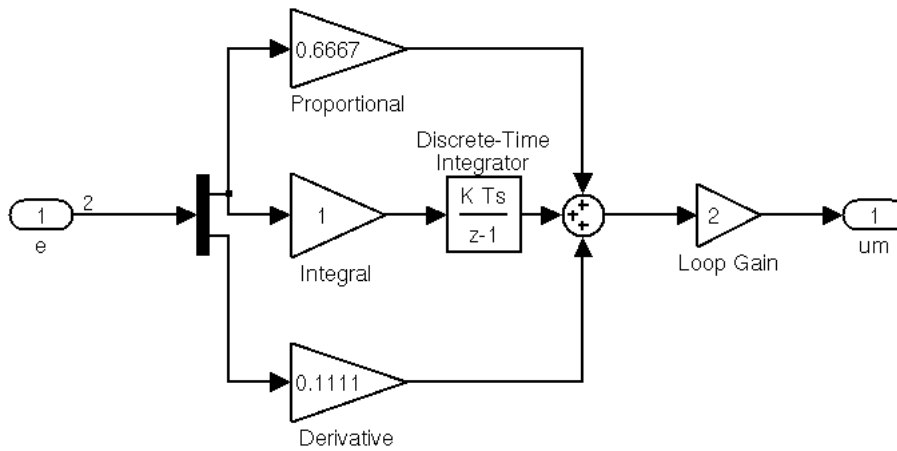 0.6667
Proportional
Discrete-Time
Integrator
1
2
e
1
Integral
K Ts
z-1
+
+
+
2
Loop Gain
1
um
0.1111
Derivative